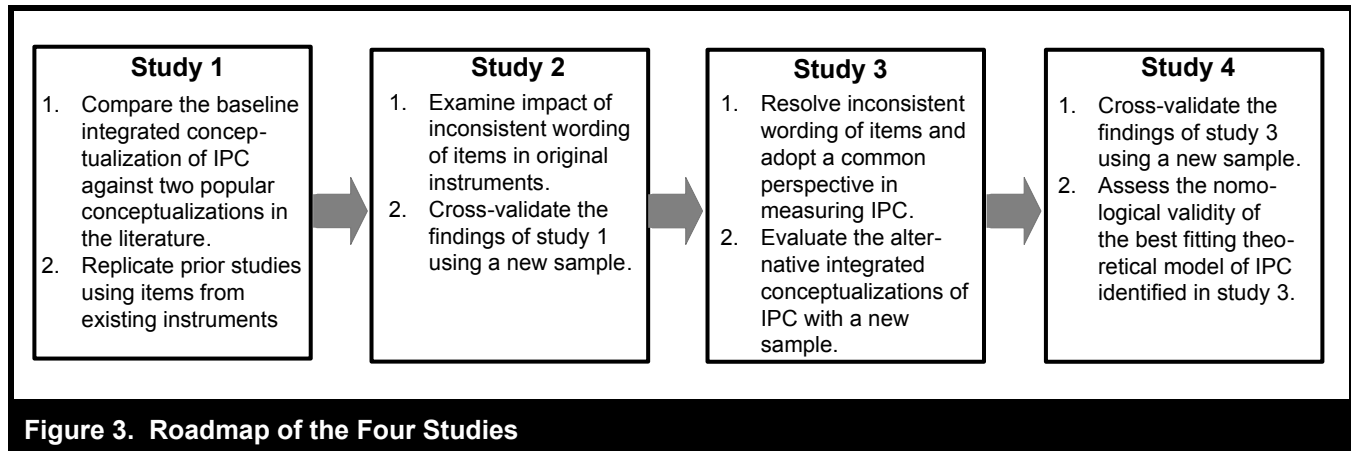 Study 1
1. Compare the baseline
integrated concep-
tualization of IPC
against two popular
conceptualizations in
the literature.
2. Replicate prior studies
using items from
existing instruments
Study 2
1. Examine impact of
inconsistent wording
of items in original
instruments.
2. Cross-validate the
findings of study 1
using a new sample.
Study 3
1. Resolve inconsistent
wording of items and
adopt a common
perspective in
measuring IPC.
2. Evaluate the alter-
native integrated
conceptualizations of
IPC with a new
sample.
Study 4
1. Cross-validate the
findings of study 3
using a new sample.
2. Assess the nomo-
logical validity of
the best fitting theo-
retical model of IPC
identified in study 3.
Figure 3. Roadmap of the Four Studies